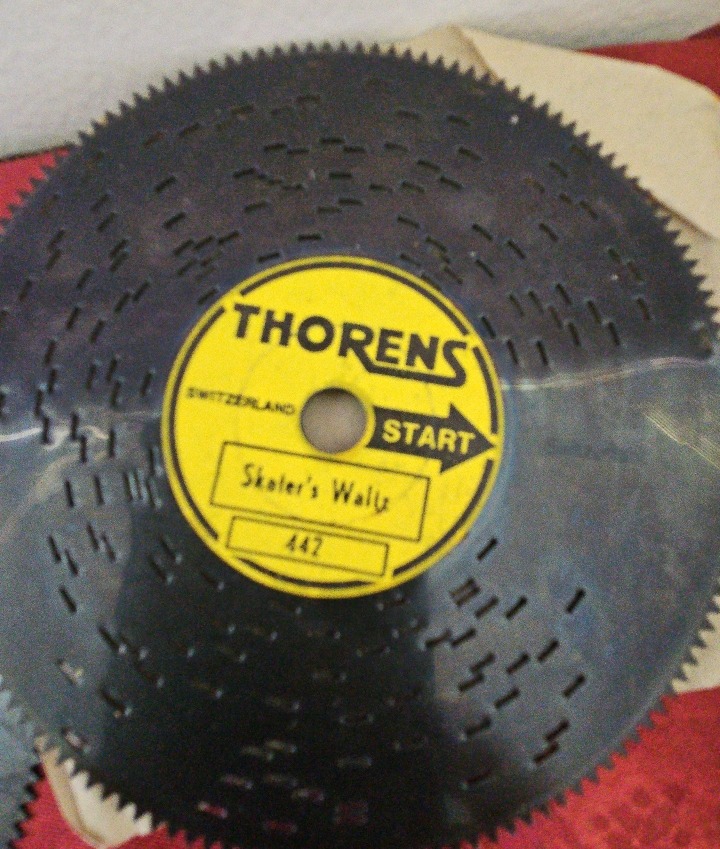 THORENS
SWITZERLAND
START
Skater's Waltz
442